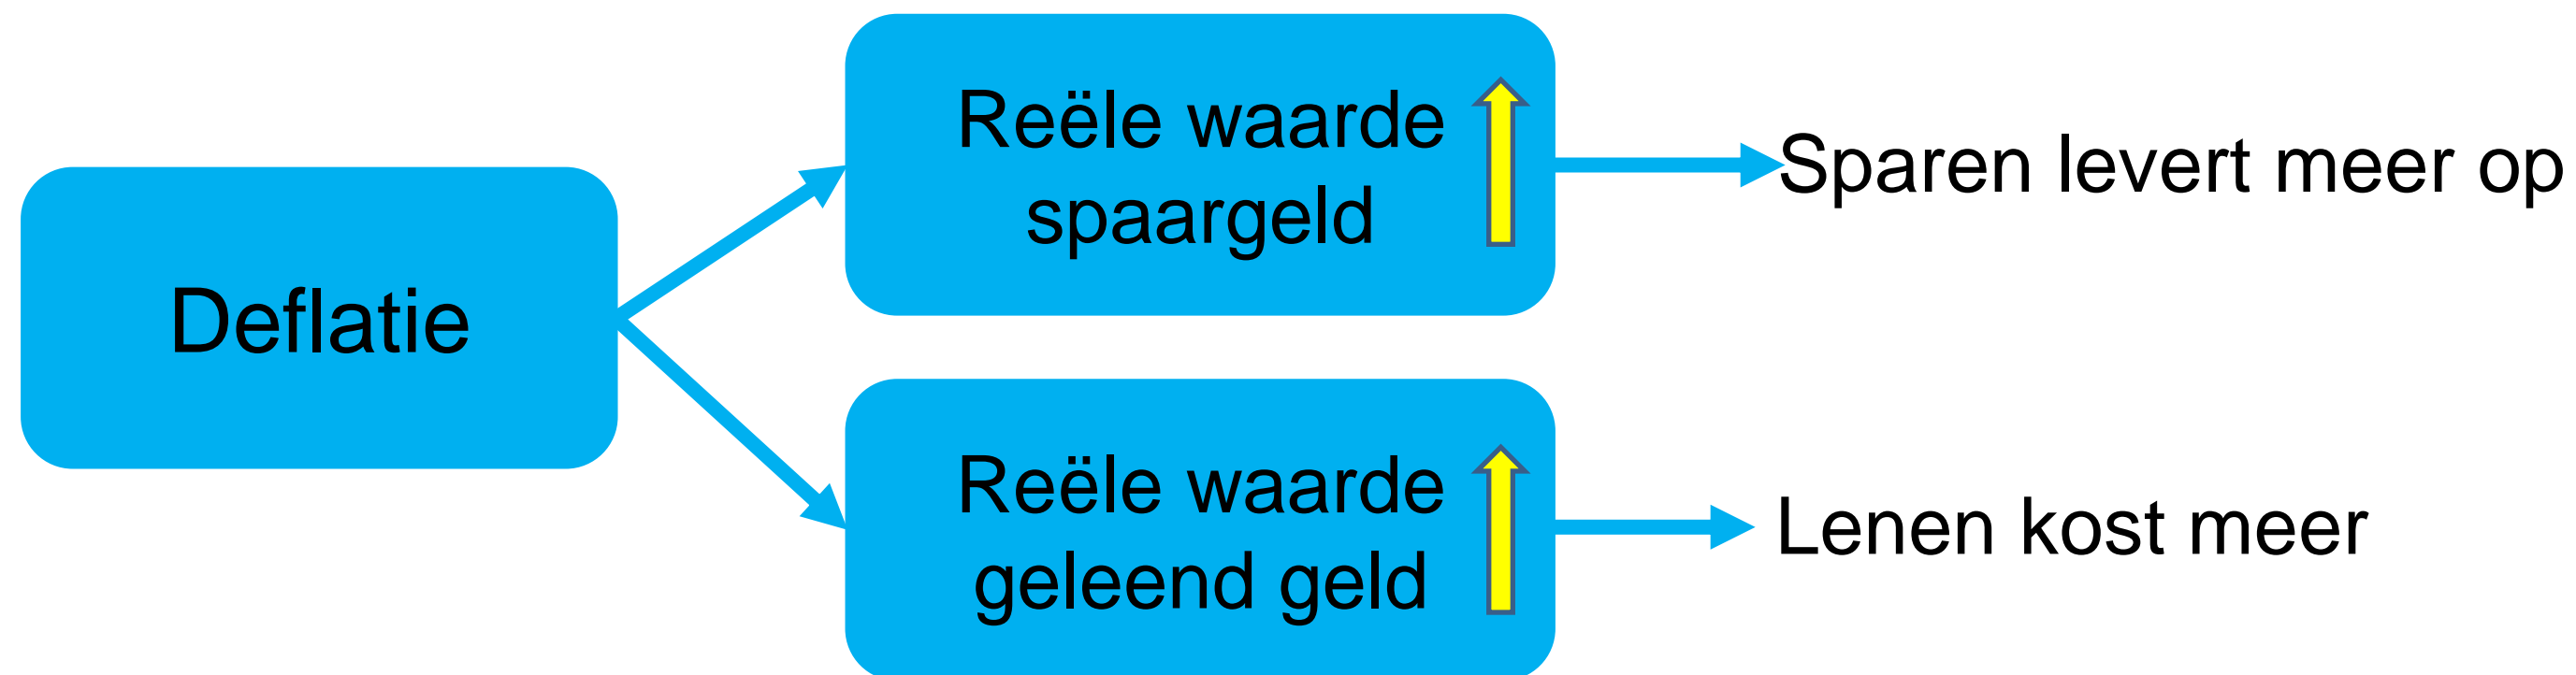 Deflatie
Reële waarde
spaargeld
Sparen levert meer op
Reële waarde
geleend geld
Lenen kost meer